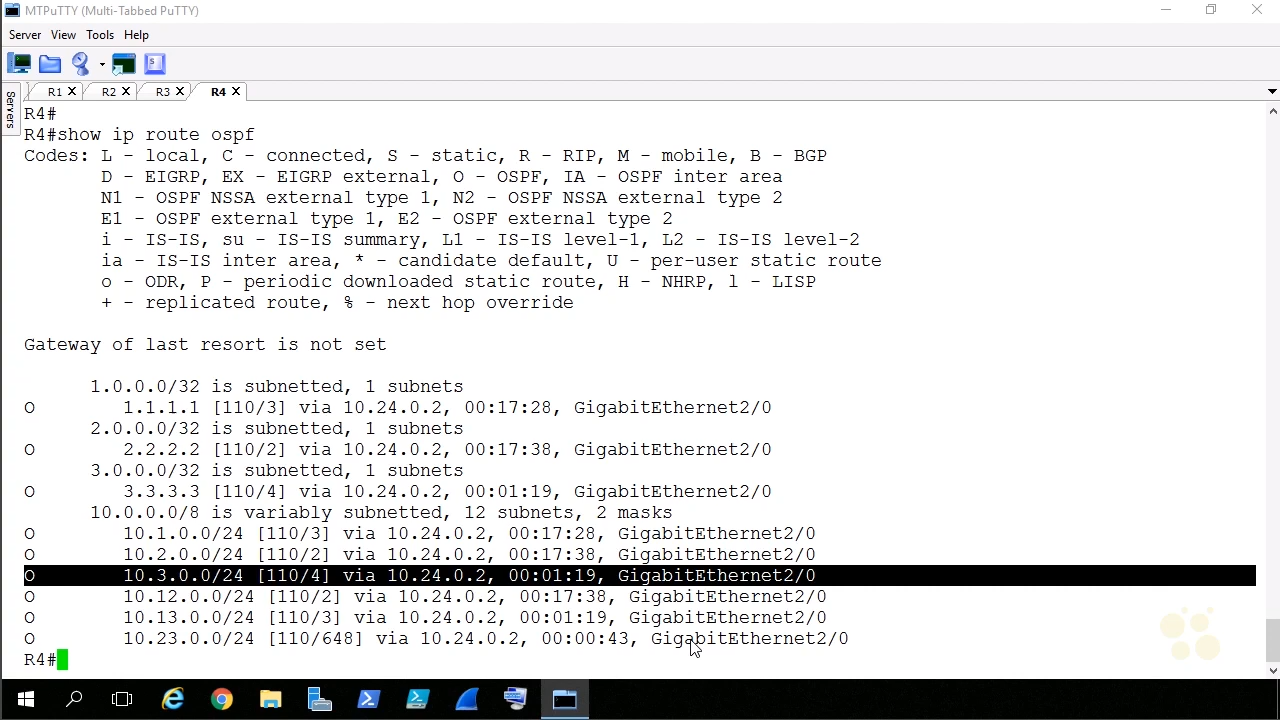 MTPuTTY (Multi-Tabbed PuTTY)
Server View Tools Help
R1 R2 R3 R4
Servers
R4#
R4#show ip route ospf
Codes: L - local, C - connected, S - static, R - RIP, M - mobile, B - BGP
D - EIGRP, EX - EIGRP external, O - OSPF, IA - OSPF inter area
N1 - OSPF NSSA external type 1, N2 - OSPF NSSA external type 2
E1 - OSPF external type 1, E2 - OSPF external type 2
i - IS-IS, su - IS-IS summary, L1 - IS-IS level-1, L2 - IS-IS level-2
ia - IS-IS inter area, * - candidate default, U - per-user static route
o - ODR, P - periodic downloaded static route, H - NHRP, l - LISP
+ - replicated route, % - next hop override
Gateway of last resort is not set
1.0.0.0/32 is subnetted, 1 subnets
O 1.1.1.1 [110/3] via 10.24.0.2, 00:17:28, GigabitEthernet2/0
2.0.0.0/32 is subnetted, 1 subnets
O 2.2.2.2 [110/2] via 10.24.0.2, 00:17:38, GigabitEthernet2/0
3.0.0.0/32 is subnetted, 1 subnets
O 3.3.3.3 [110/4] via 10.24.0.2, 00:01:19, GigabitEthernet2/0
10.0.0.0/8 is variably subnetted, 12 subnets, 2 masks
O 10.1.0.0/24 [110/3] via 10.24.0.2, 00:17:28, GigabitEthernet2/0
O 10.2.0.0/24 [110/2] via 10.24.0.2, 00:17:38, GigabitEthernet2/0
O 10.3.0.0/24 [110/4] via 10.24.0.2, 00:01:19, GigabitEthernet2/0
O 10.12.0.0/24 [110/2] via 10.24.0.2, 00:17:38, GigabitEthernet2/0
O 10.13.0.0/24 [110/3] via 10.24.0.2, 00:01:19, GigabitEthernet2/0
O 10.23.0.0/24 [110/648] via 10.24.0.2, 00:00:43, GigabitEthernet2/0
R4#